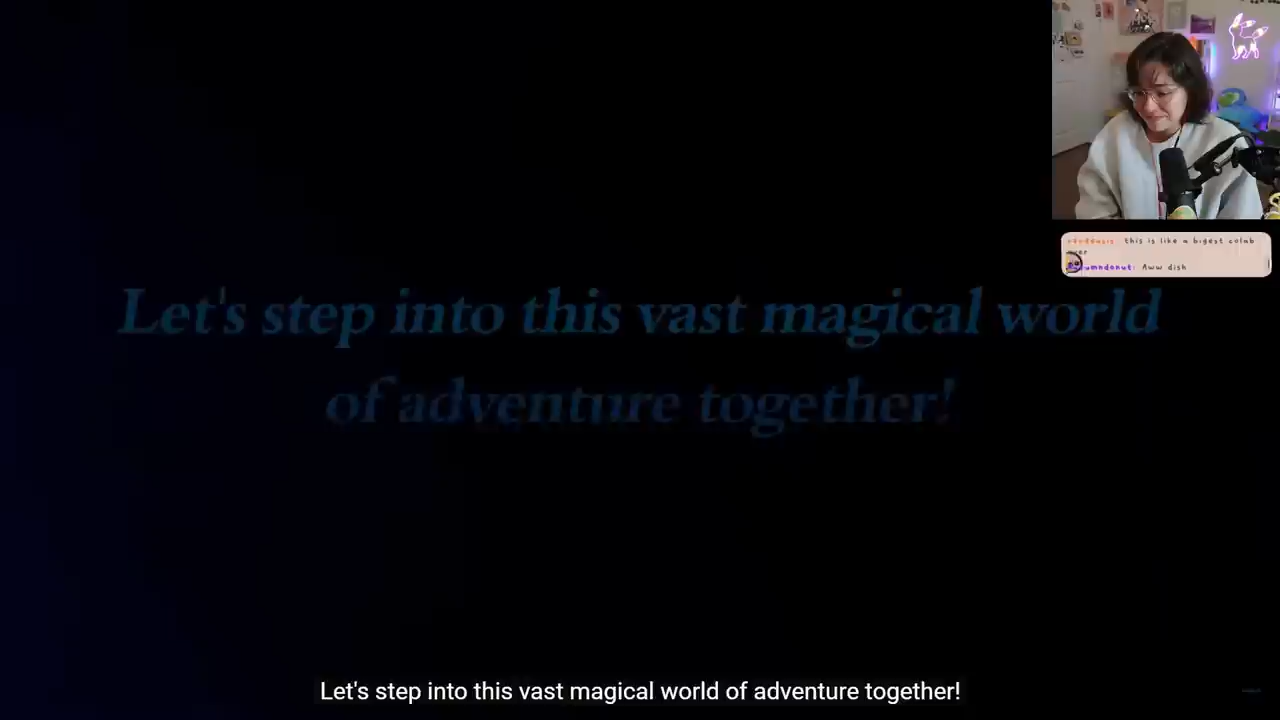 this is like a bigest colab
Aww dish
Let's step into this vast magical world
of adventure together!
Let's step into this vast magical world of adventure together!